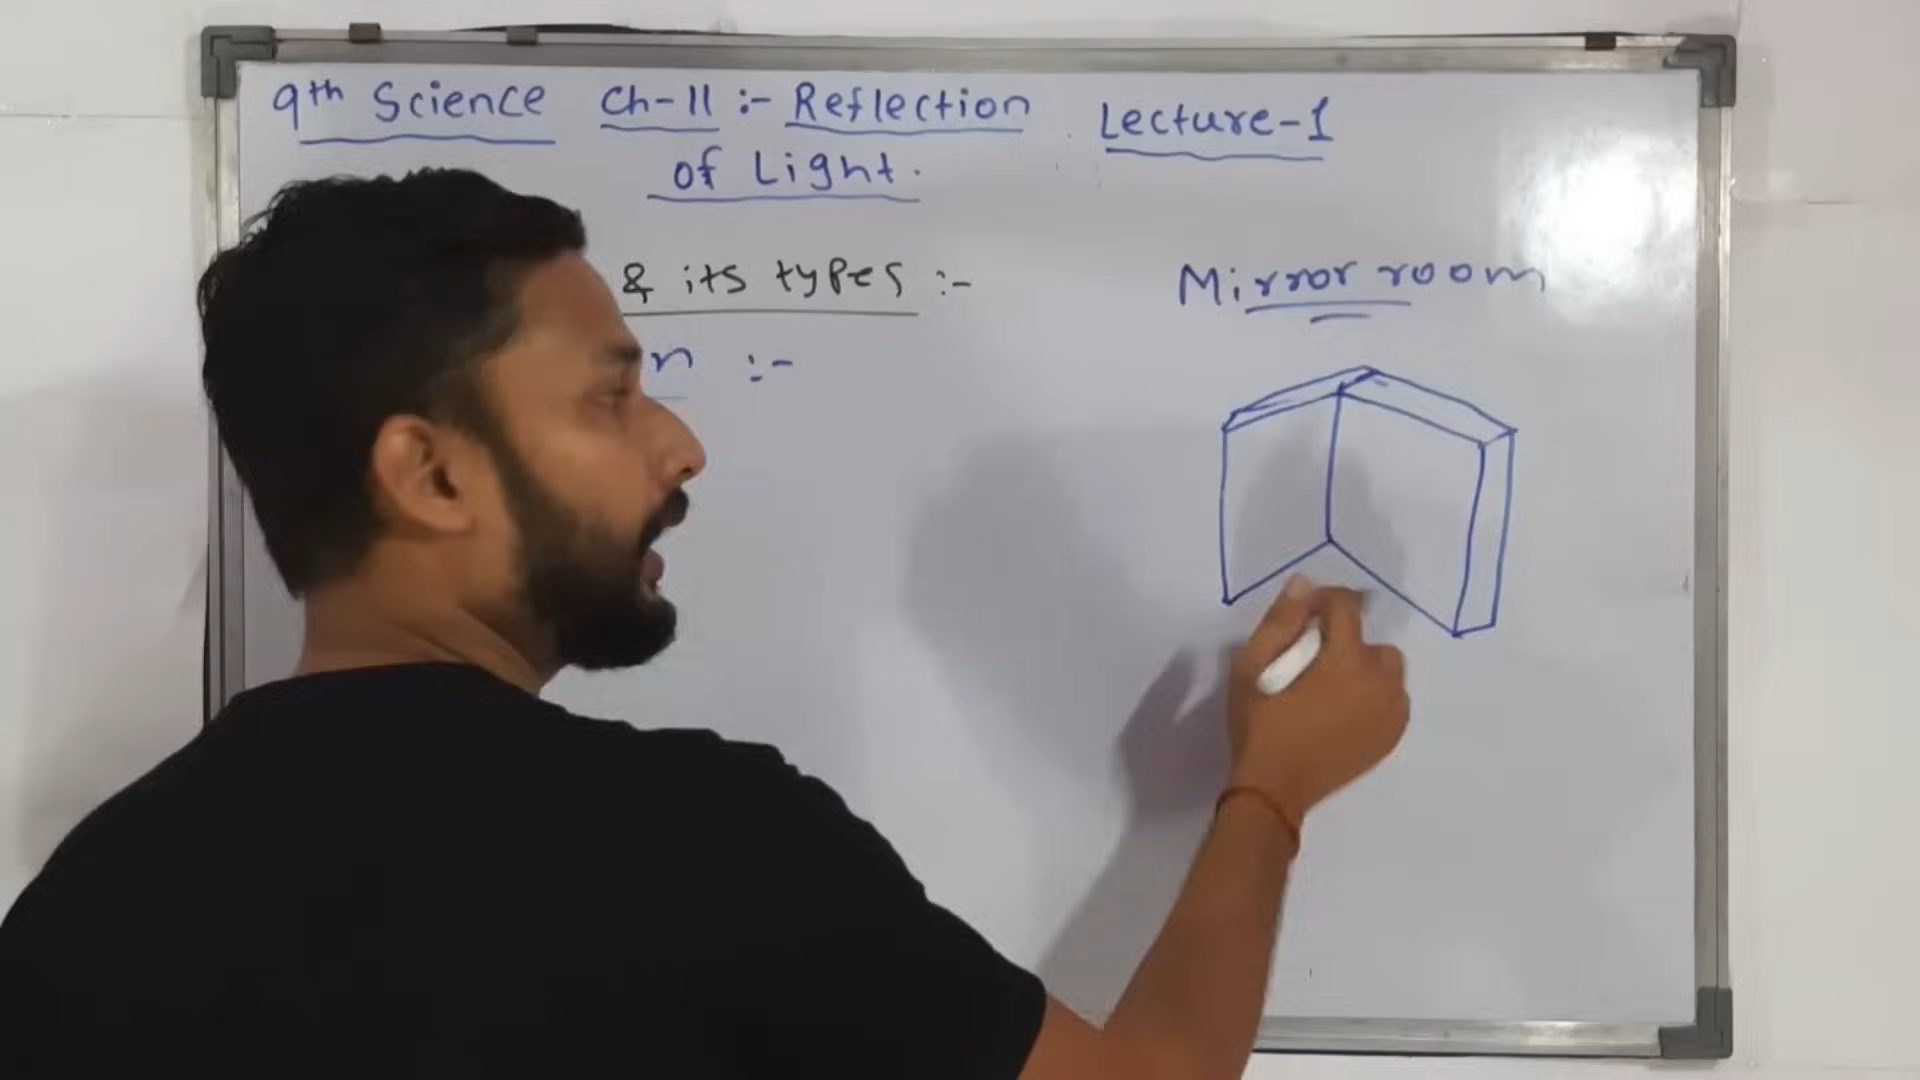 9th Science Ch-11 :- Reflection Lecture-1
of Light.
& its types :-
Mirror room
n :-